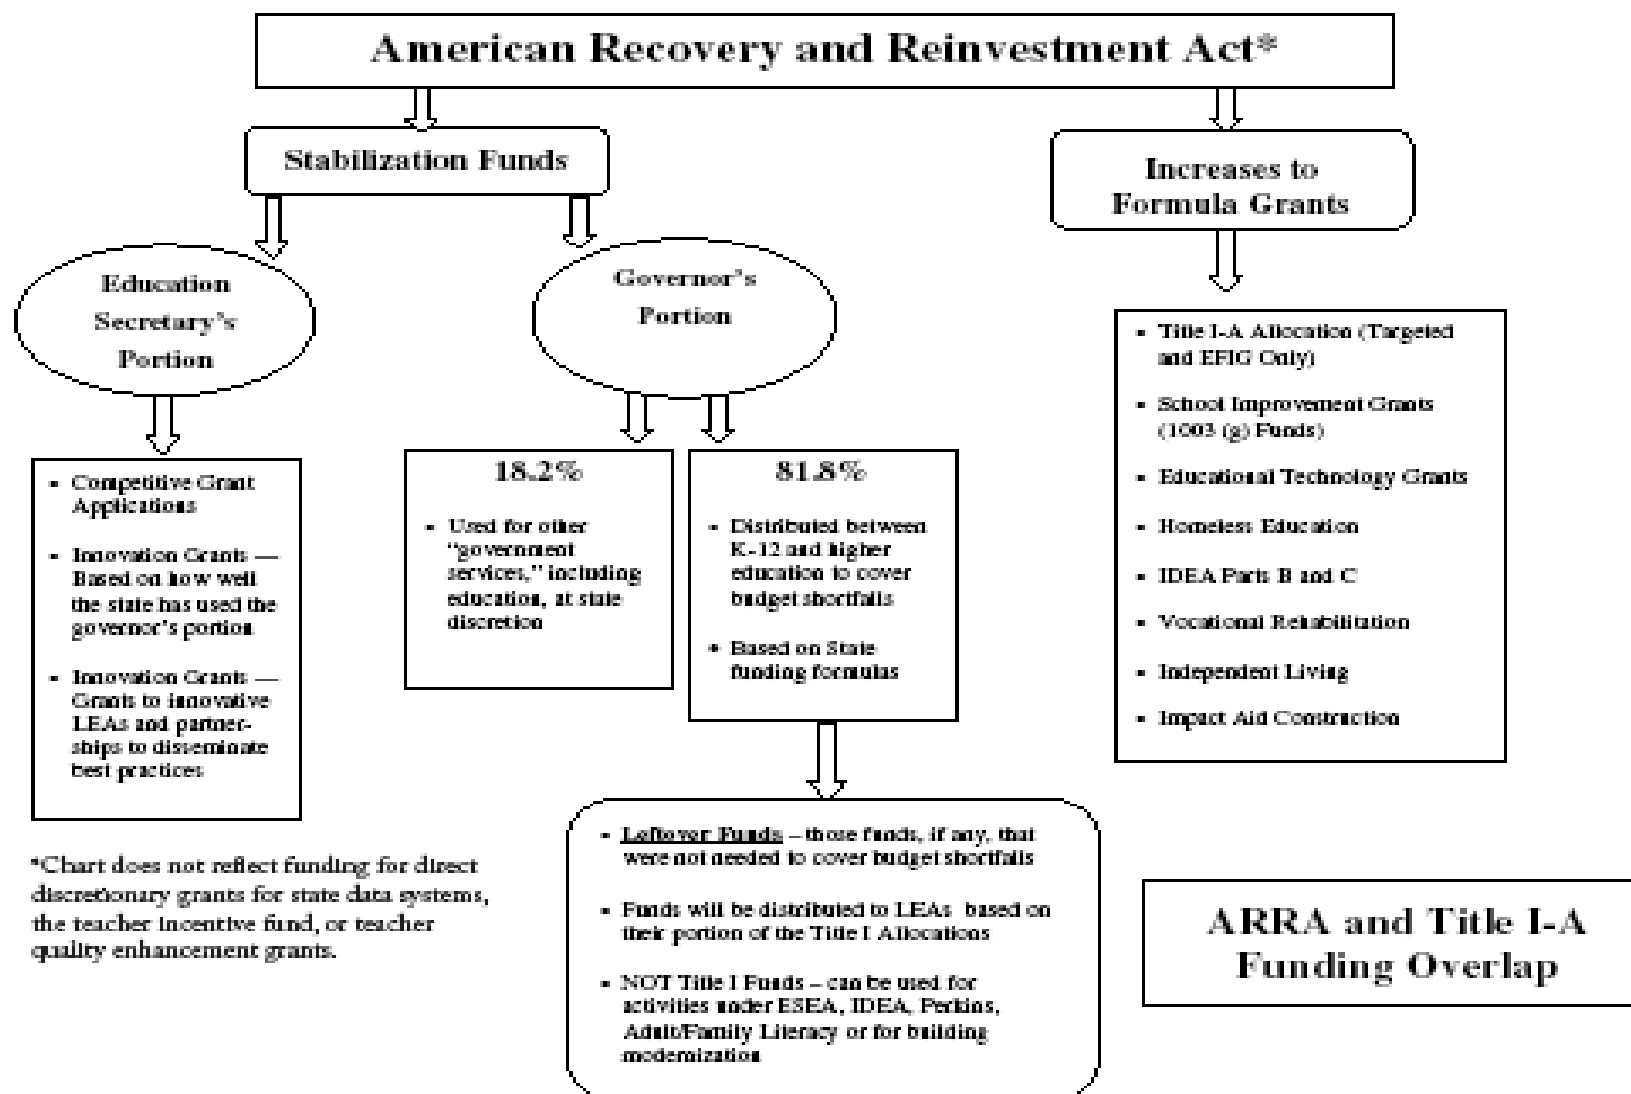 American Recovery and Reinvestment Act*
Stabilization Funds
Increases to
Formula Grants
Education
Secretary's
Portion
Governor's
Portion
• Competitive Grant
Applications
• Innovation Grants —
Based on how well
the state has used the
governor's portion
• Innovation Grants —
Grants to innovative
LEAs and partner-
ships to disseminate
best practices
18.2%
• Used for other
"government
services," including
education, at state
discretion
81.8%
• Distributed between
K-12 and higher
education to cover
budget shortfalls
• Based on State
funding formulas
• Title I-A Allocation (Targeted
and EFIG Only)
• School Improvement Grants
(1003 (g) Funds)
• Educational Technology Grants
• Homeless Education
• IDEA Parts B and C
• Vocational Rehabilitation
• Independent Living
• Impact Aid Construction
• Leftover Funds – those funds, if any, that
were not needed to cover budget shortfalls
• Funds will be distributed to LEAs based on
their portion of the Title I Allocations
• NOT Title I Funds – can be used for
activities under ESEA, IDEA, Perkins,
Adult/Family Literacy or for building
modernization
*Chart does not reflect funding for direct
discretionary grants for state data systems,
the teacher incentive fund, or teacher
quality enhancement grants.
ARRA and Title I-A
Funding Overlap